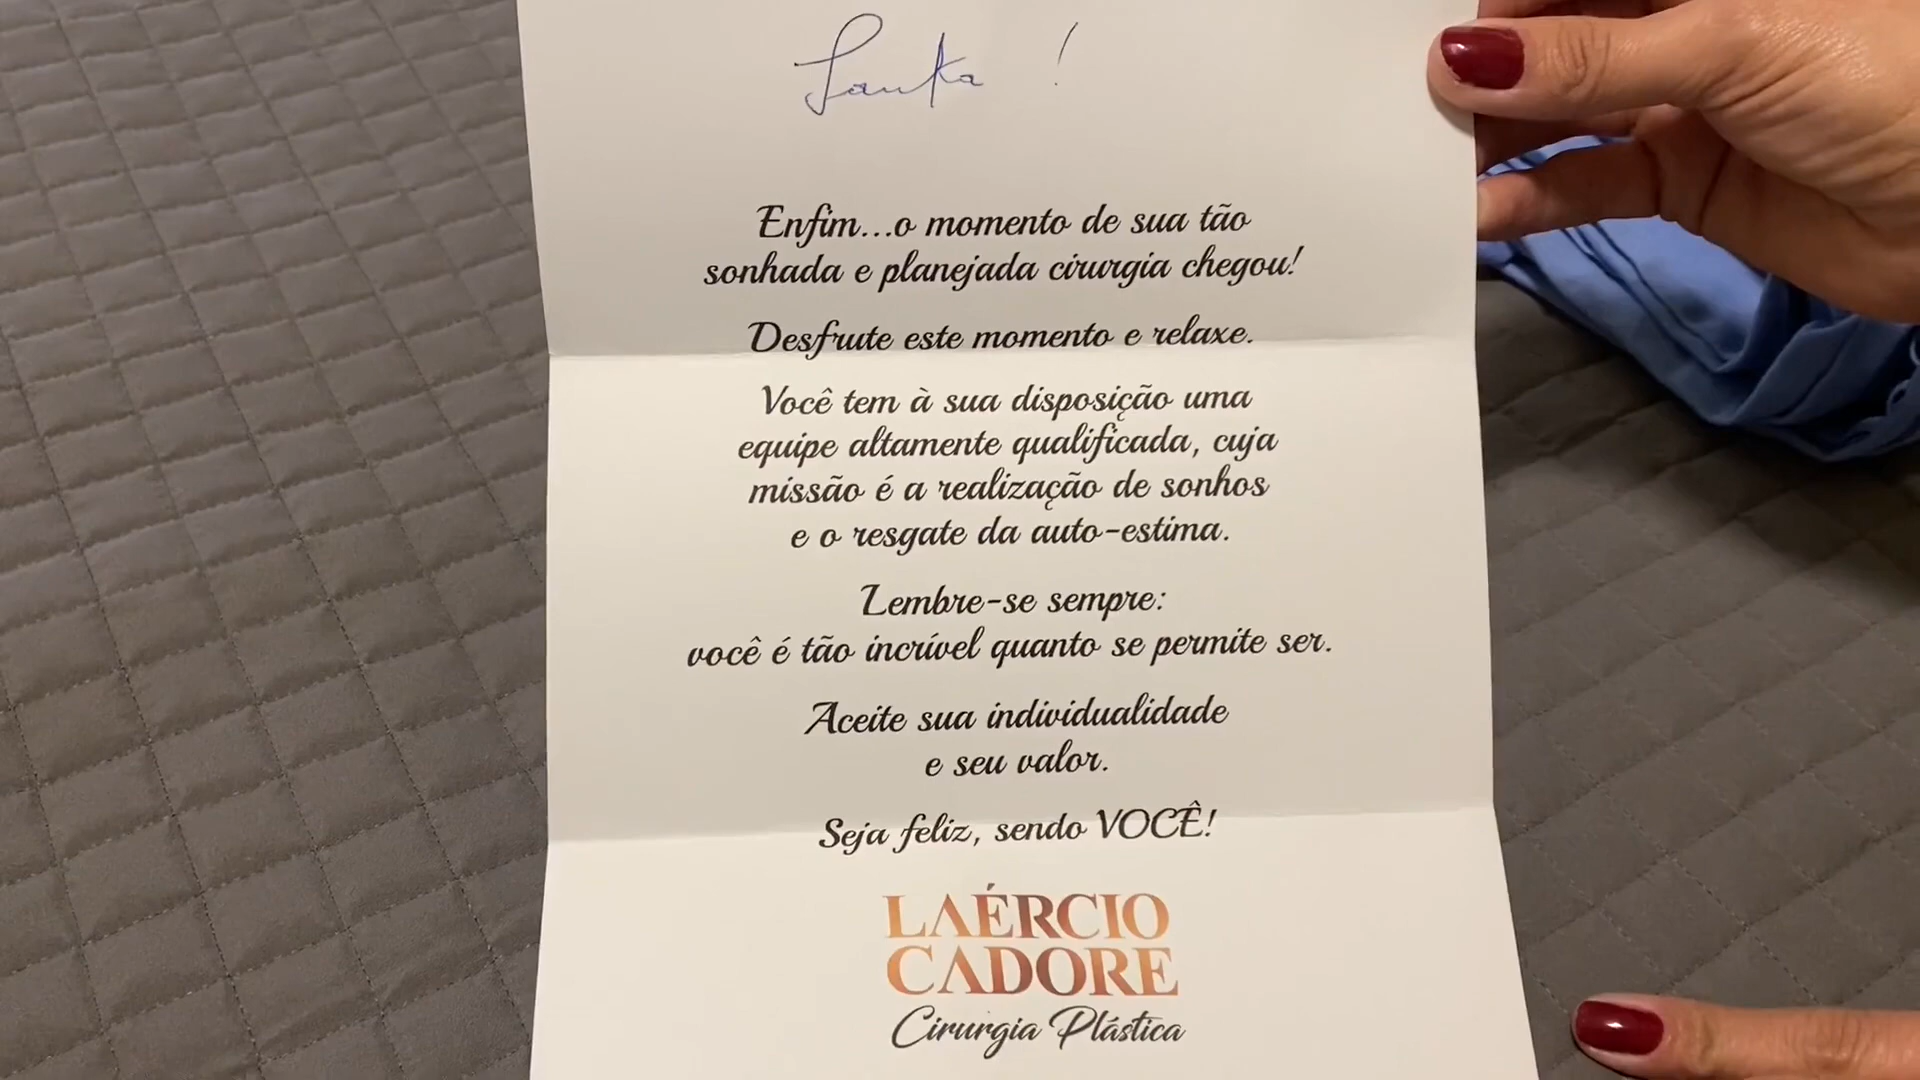 Enfim...o momento de sua tão
sonhada e planejada cirurgia chegou!
Desfrute este momento e relaxe.
Você tem à sua disposição uma
equipe altamente qualificada, cuja
missão é a realização de sonhos
e o resgate da auto-estima.
Lembre-se sempre:
você é tão incrível quanto se permite ser.
Aceite sua individualidade
e seu valor.
Seja feliz, sendo VOCÊ!
LAÉRCIO
CADORE
Cirurgia Plástica